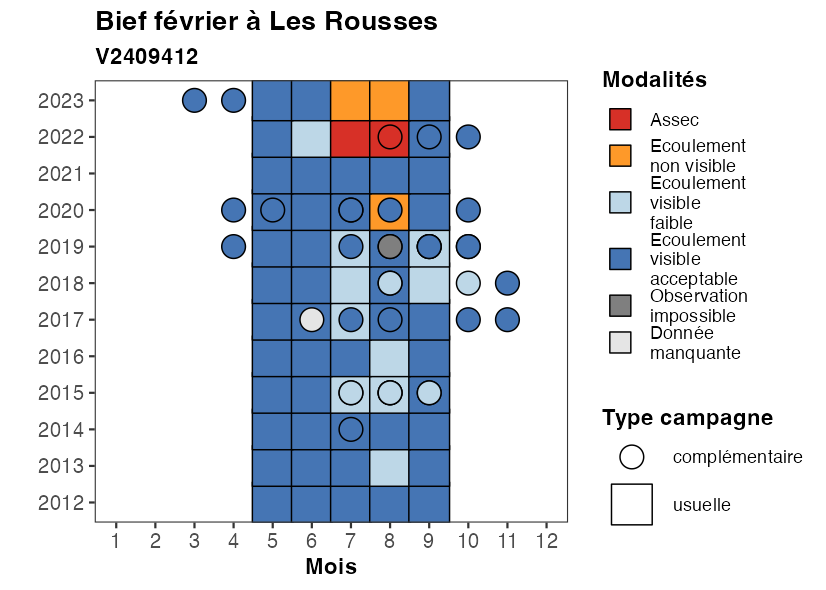 Bief février à Les Rousses
V2409412
2023
2022
2021
2020
2019
2018
2017
2016
2015
2014
2013
2012
1 2 3 4 5 6 7 8 9 10 11 12
Mois
Modalités
Assec
Ecoulement
non visible
Ecoulement
visible
faible
Ecoulement
visible
acceptable
Observation
impossible
Donnée
manquante
Type campagne
complémentaire
usuelle